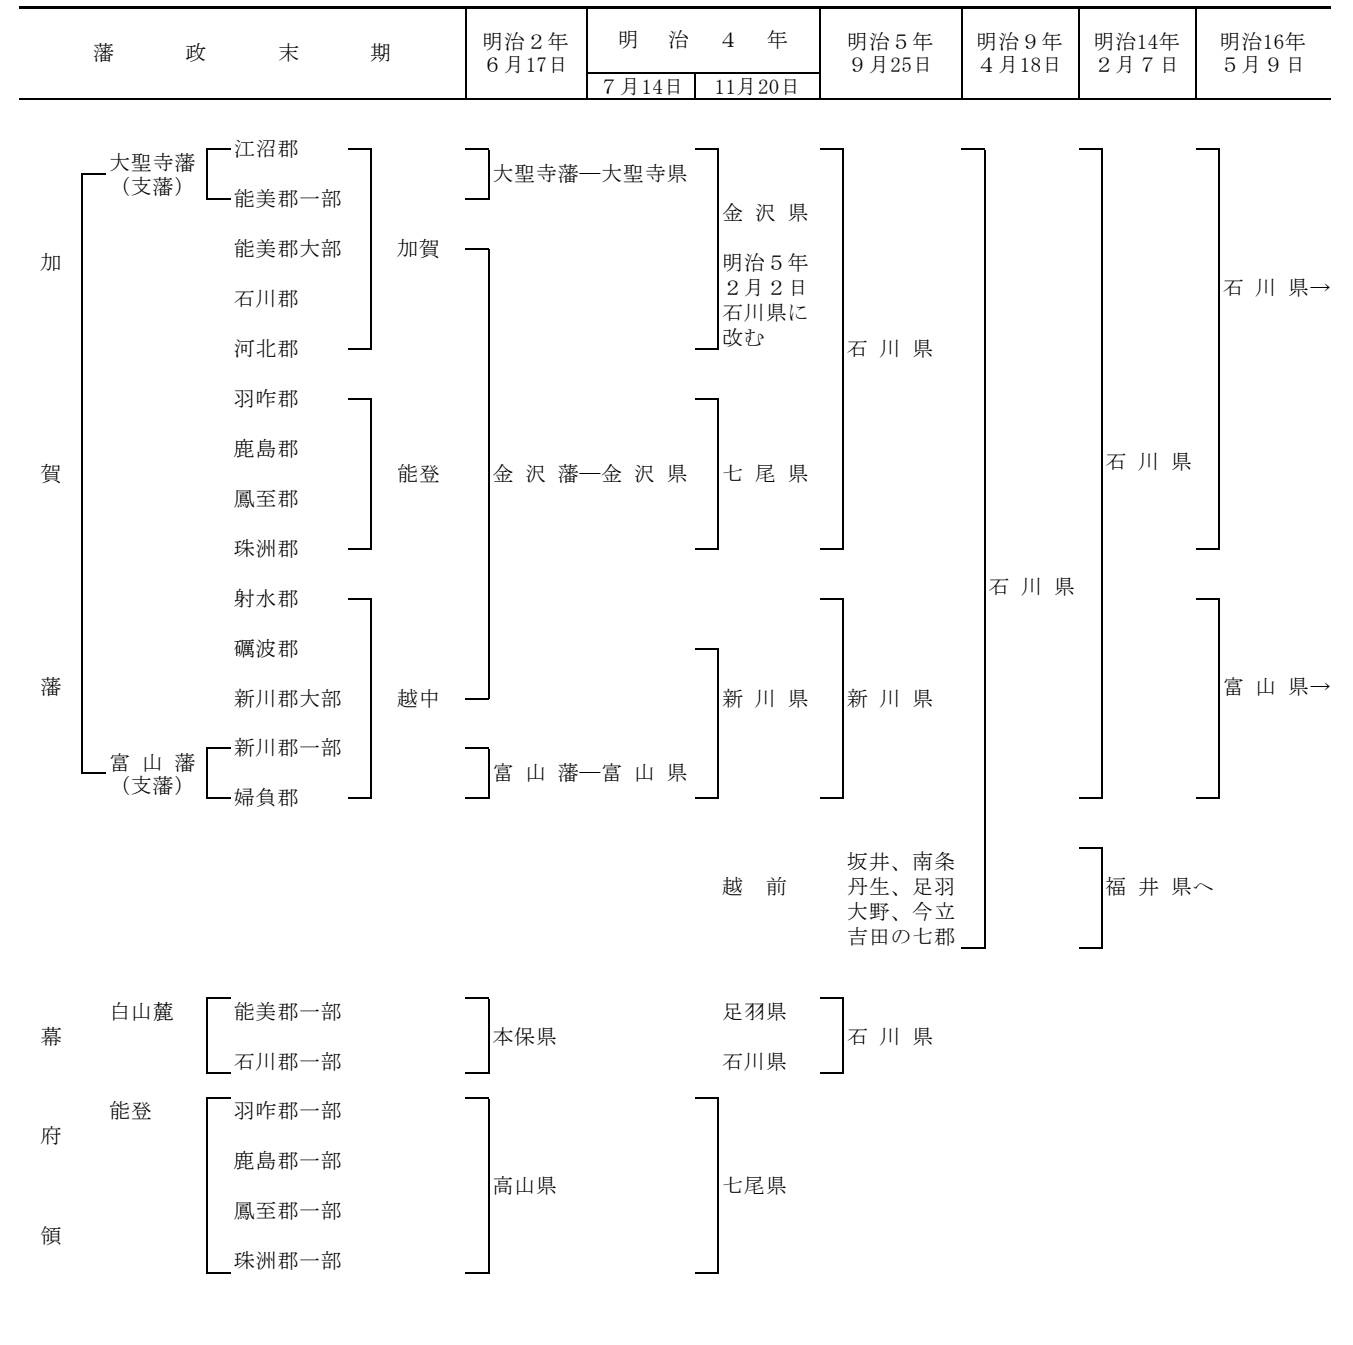 藩政末期
明治２年
６月17日
明治４年
７月14日
11月20日
明治５年
９月25日
明治９年
４月18日
明治14年
２月７日
明治16年
５月９日
加賀藩
大聖寺藩
（支藩）
江沼郡
能美郡一部
能美郡大部
石川郡
河北郡
加賀
羽咋郡
鹿島郡
鳳至郡
珠洲郡
能登
射水郡
礪波郡
新川郡大部
越中
富山藩
（支藩）
新川郡一部
婦負郡
大聖寺藩―大聖寺県
金沢藩―金沢県
富山藩―富山県
金沢県
明治５年
２月２日
石川県に
改む
七尾県
新川県
石川県
新川県
石川県
石川県
石川県→
富山県→
越前
坂井、南条
丹生、足羽
大野、今立
吉田の七郡
福井県へ
幕府領
白山麓
能美郡一部
石川郡一部
本保県
足羽県
石川県
石川県
能登
羽咋郡一部
鹿島郡一部
鳳至郡一部
珠洲郡一部
高山県
七尾県